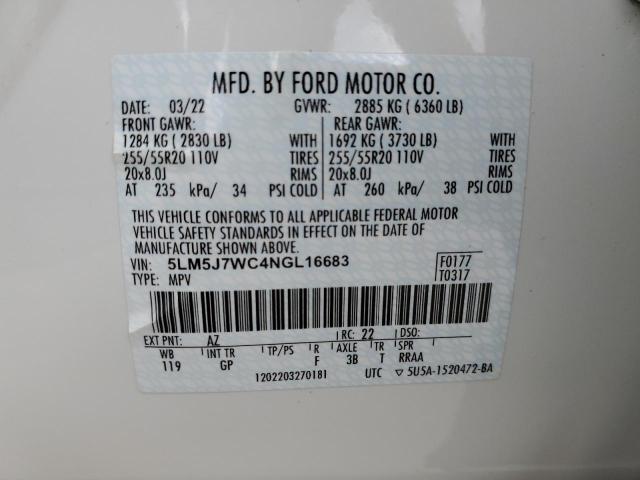 MFD. BY FORD MOTOR CO.
DATE: 03/22 GVWR: 2885 KG ( 6360 LB)
FRONT GAWR: REAR GAWR:
1284 KG ( 2830 LB) WITH 1692 KG ( 3730 LB) WITH
255/55R20 110V TIRES 255/55R20 110V TIRES
20x8.0J RIMS 20x8.0J RIMS
AT 235 kPa/ 34 PSI COLD AT 260 kPa/ 38 PSI COLD
THIS VEHICLE CONFORMS TO ALL APPLICABLE FEDERAL MOTOR
VEHICLE SAFETY STANDARDS IN EFFECT ON THE DATE OF
MANUFACTURE SHOWN ABOVE.
VIN: 5LM5J7WC4NGL16683 F0177
TYPE: MPV T0317
EXT PNT: AZ RC: 22 DSO:
WB INT TR TP/PS R AXLE TR SPR
119 GP F 3B T RRAA
1202203270181 UTC ▽ 5U5A-1520472-BA